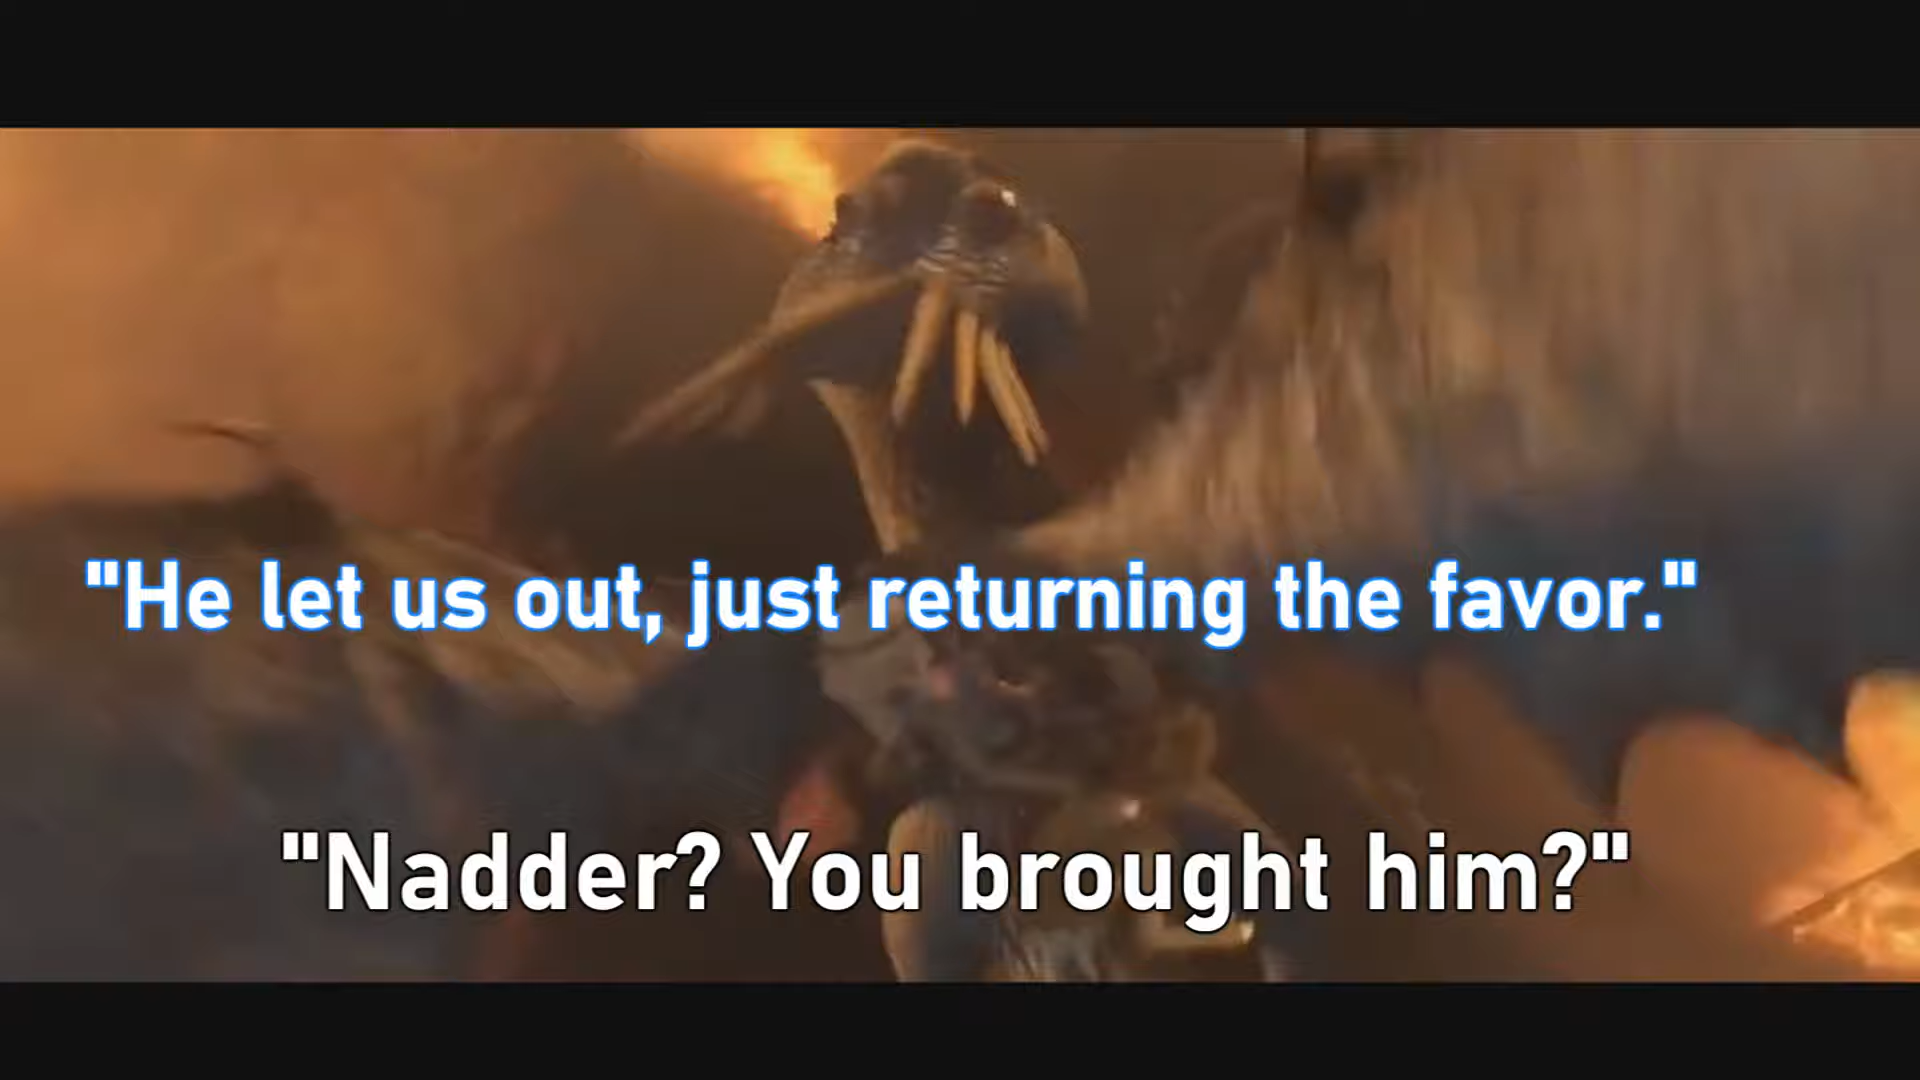 "He let us out, just returning the favor."
"Nadder? You brought him?"